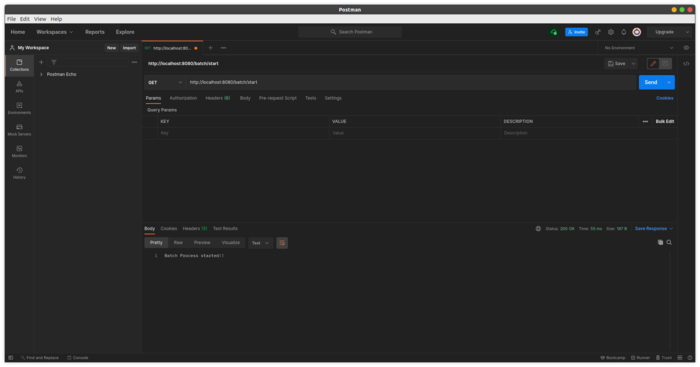 Postman
File Edit View Help
Home Workspaces Reports Explore Search Postman Invite Upgrade
My Workspace New Import GET http://localhost:80... No Environment
Collections Postman Echo http://localhost:8080/batch/start Save
APIs GET http://localhost:8080/batch/start Send
Environments Params Authorization Headers (6) Body Pre-request Script Tests Settings Cookies
Query Params
KEY VALUE DESCRIPTION Bulk Edit
Key Value Description
Mock Servers
Monitors
History
Body Cookies Headers Test Results Status: 200 OK Time: Size: 187 B Save Response
Pretty Raw Preview Visualize Text
1 Batch Process started!!
Find and Replace Console Bootcamp Runner Trash